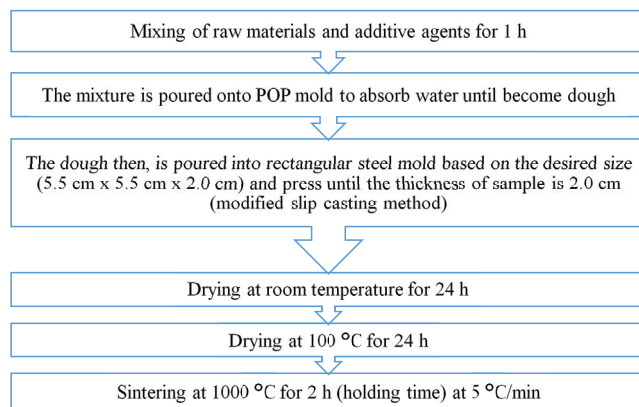 Mixing of raw materials and additive agents for 1 h
The mixture is poured onto POP mold to absorb water until become dough
The dough then, is poured into rectangular steel mold based on the desired size
(5.5 cm x 5.5 cm x 2.0 cm) and press until the thickness of sample is 2.0 cm
(modified slip casting method)
Drying at room temperature for 24 h
Drying at 100 °C for 24 h
Sintering at 1000 °C for 2 h (holding time) at 5 °C/min